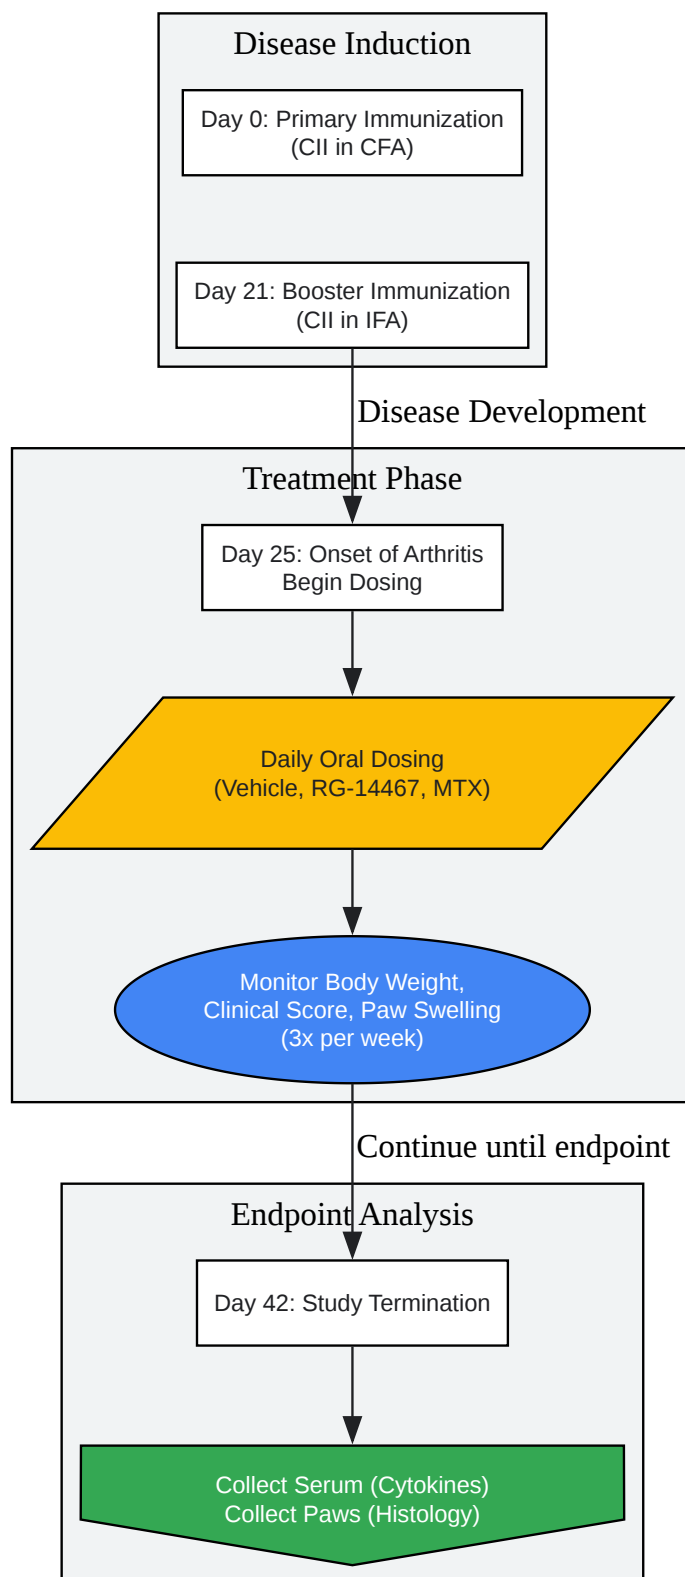 Disease Induction
Day 0: Primary Immunization
(CII in CFA)
Day 21: Booster Immunization
(CII in IFA)
Disease Development
Treatment Phase
Day 25: Onset of Arthritis
Begin Dosing
Daily Oral Dosing
(Vehicle, RG-14467, MTX)
Monitor Body Weight,
Clinical Score, Paw Swelling
(3x per week)
Continue until endpoint
Endpoint Analysis
Day 42: Study Termination
Collect Serum (Cytokines)
Collect Paws (Histology)